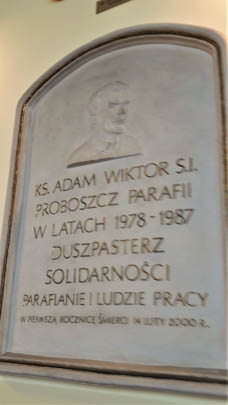 KS. ADAM WIKTOR S.I.
PROBOSZCZ PARAFII
W LATACH 1978-1987
DUSZPASTERZ
SOLIDARNOŚCI
PARAFIANIE I LUDZIE PRACY
W PIERWSZĄ ROCZNICĘ ŚMIERCI 14 LUTY 2000 R.